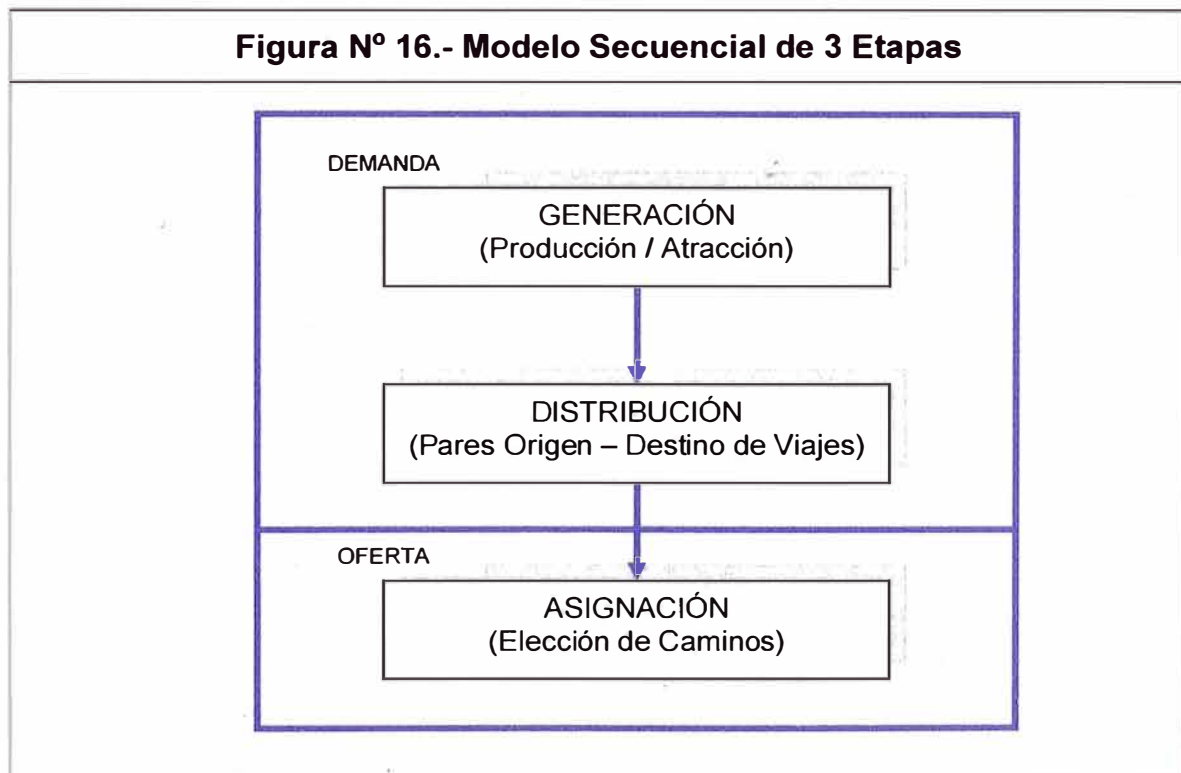 Figura Nº 16.- Modelo Secuencial de 3 Etapas
DEMANDA
GENERACIÓN
(Producción / Atracción)
DISTRIBUCIÓN
(Pares Origen – Destino de Viajes)
OFERTA
ASIGNACIÓN
(Elección de Caminos)